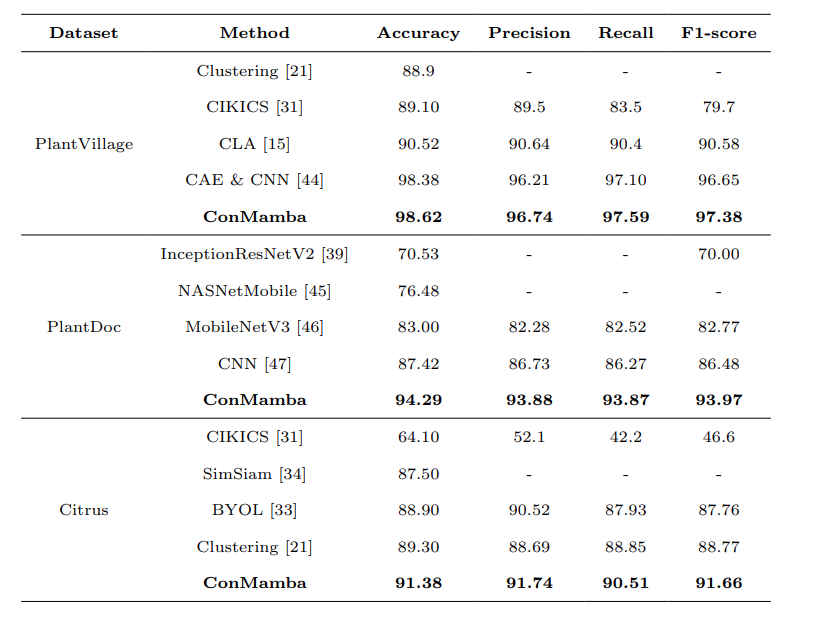 Dataset Method Accuracy Precision Recall F1-score
Clustering [21] 88.9 - - -
CIKICS [31] 89.10 89.5 83.5 79.7
PlantVillage CLA [15] 90.52 90.64 90.4 90.58
CAE & CNN [44] 98.38 96.21 97.10 96.65
ConMamba 98.62 96.74 97.59 97.38
InceptionResNetV2 [39] 70.53 - - 70.00
NASNetMobile [45] 76.48 - - -
PlantDoc MobileNetV3 [46] 83.00 82.28 82.52 82.77
CNN [47] 87.42 86.73 86.27 86.48
ConMamba 94.29 93.88 93.87 93.97
CIKICS [31] 64.10 52.1 42.2 46.6
SimSiam [34] 87.50 - - -
Citrus BYOL [33] 88.90 90.52 87.93 87.76
Clustering [21] 89.30 88.69 88.85 88.77
ConMamba 91.38 91.74 90.51 91.66